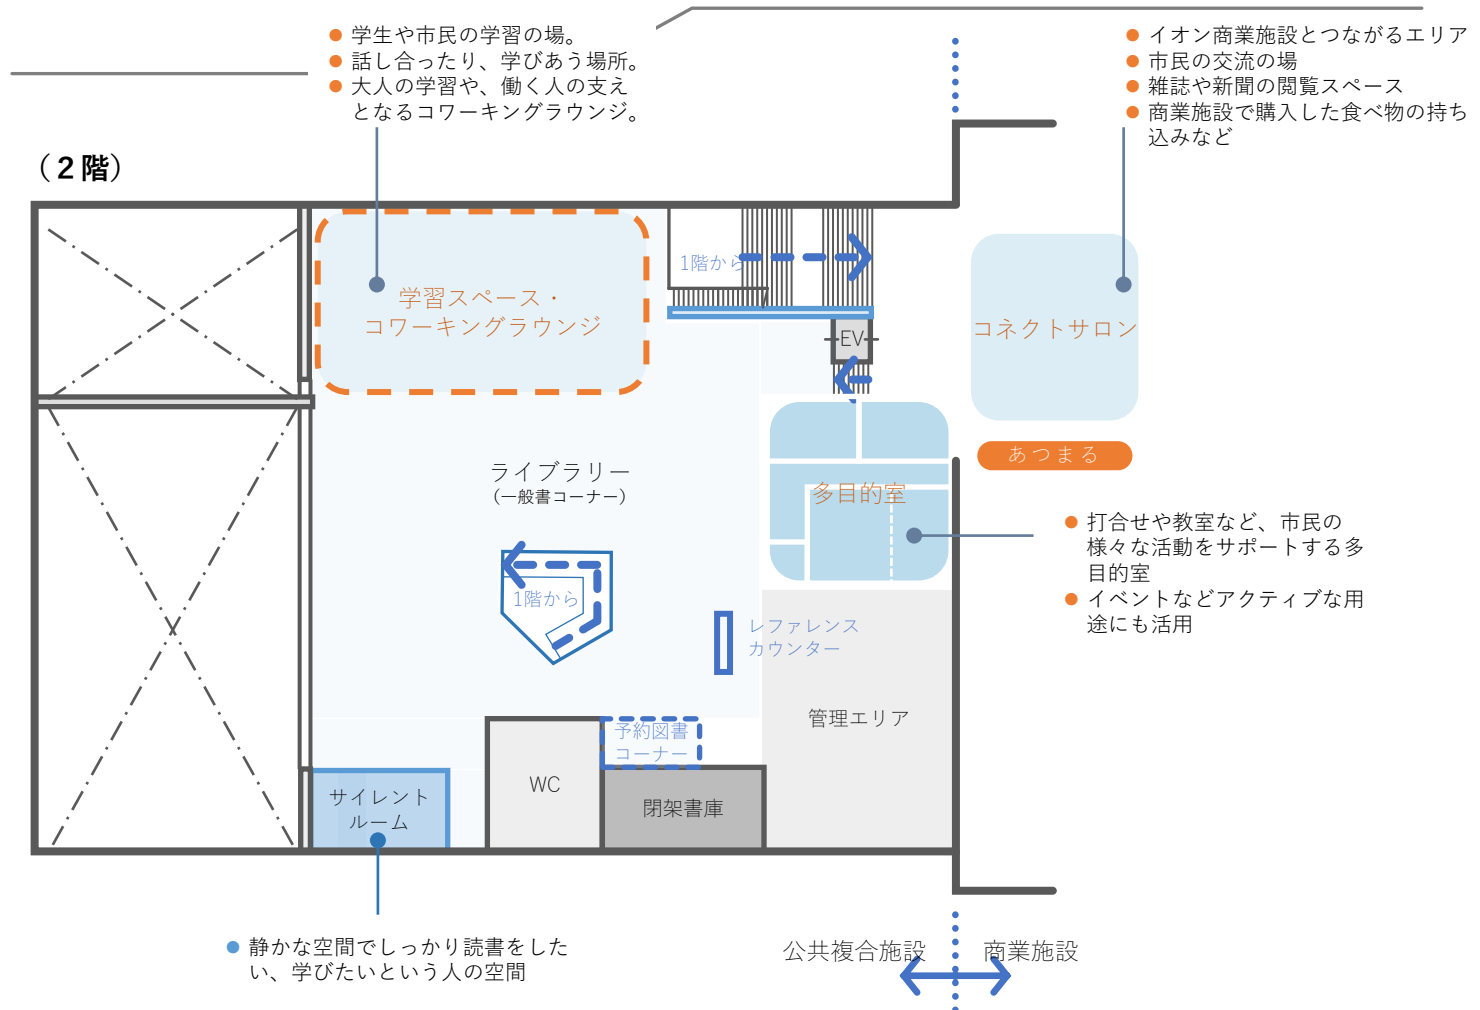 学生や市民の学習の場。
話し合ったり、学びあう場所。
大人の学習や、働く人の支え
となるコワーキングラウンジ。
イオン商業施設とつながるエリア
市民の交流の場
雑誌や新聞の閲覧スペース
商業施設で購入した食べ物の持ち
込みなど
（２階）
1階から
学習スペース・
コワーキングラウンジ
EV
コネクトサロン
あつまる
ライブラリー
（一般書コーナー）
多目的室
打合せや教室など、市民の
様々な活動をサポートする多
目的室
イベントなどアクティブな用
途にも活用
1階から
レファレンス
カウンター
管理エリア
予約図書
コーナー
WC
閉架書庫
サイレント
ルーム
静かな空間でしっかり読書をした
い、学びたいという人の空間
公共複合施設
商業施設